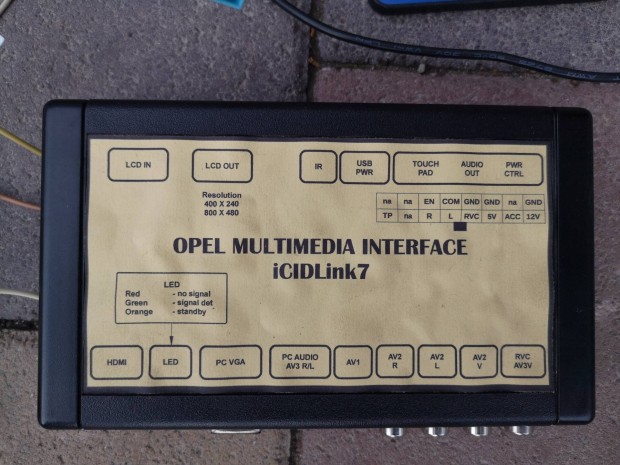 LCD IN
LCD OUT
IR
USB
PWR
TOUCH
PAD
AUDIO
OUT
PWR
CTRL
Resolution
400 X 240
800 X 480
na na EN COM GND GND na GND
TP na R L RVC 5V ACC 12V
OPEL MULTIMEDIA INTERFACE
iCIDLink7
LED
Red - no signal
Green - signal det
Orange - standby
HDMI
LED
PC VGA
PC AUDIO
AV3 R/L
AV1
AV2
R
AV2
L
AV2
V
RVC
AV3V